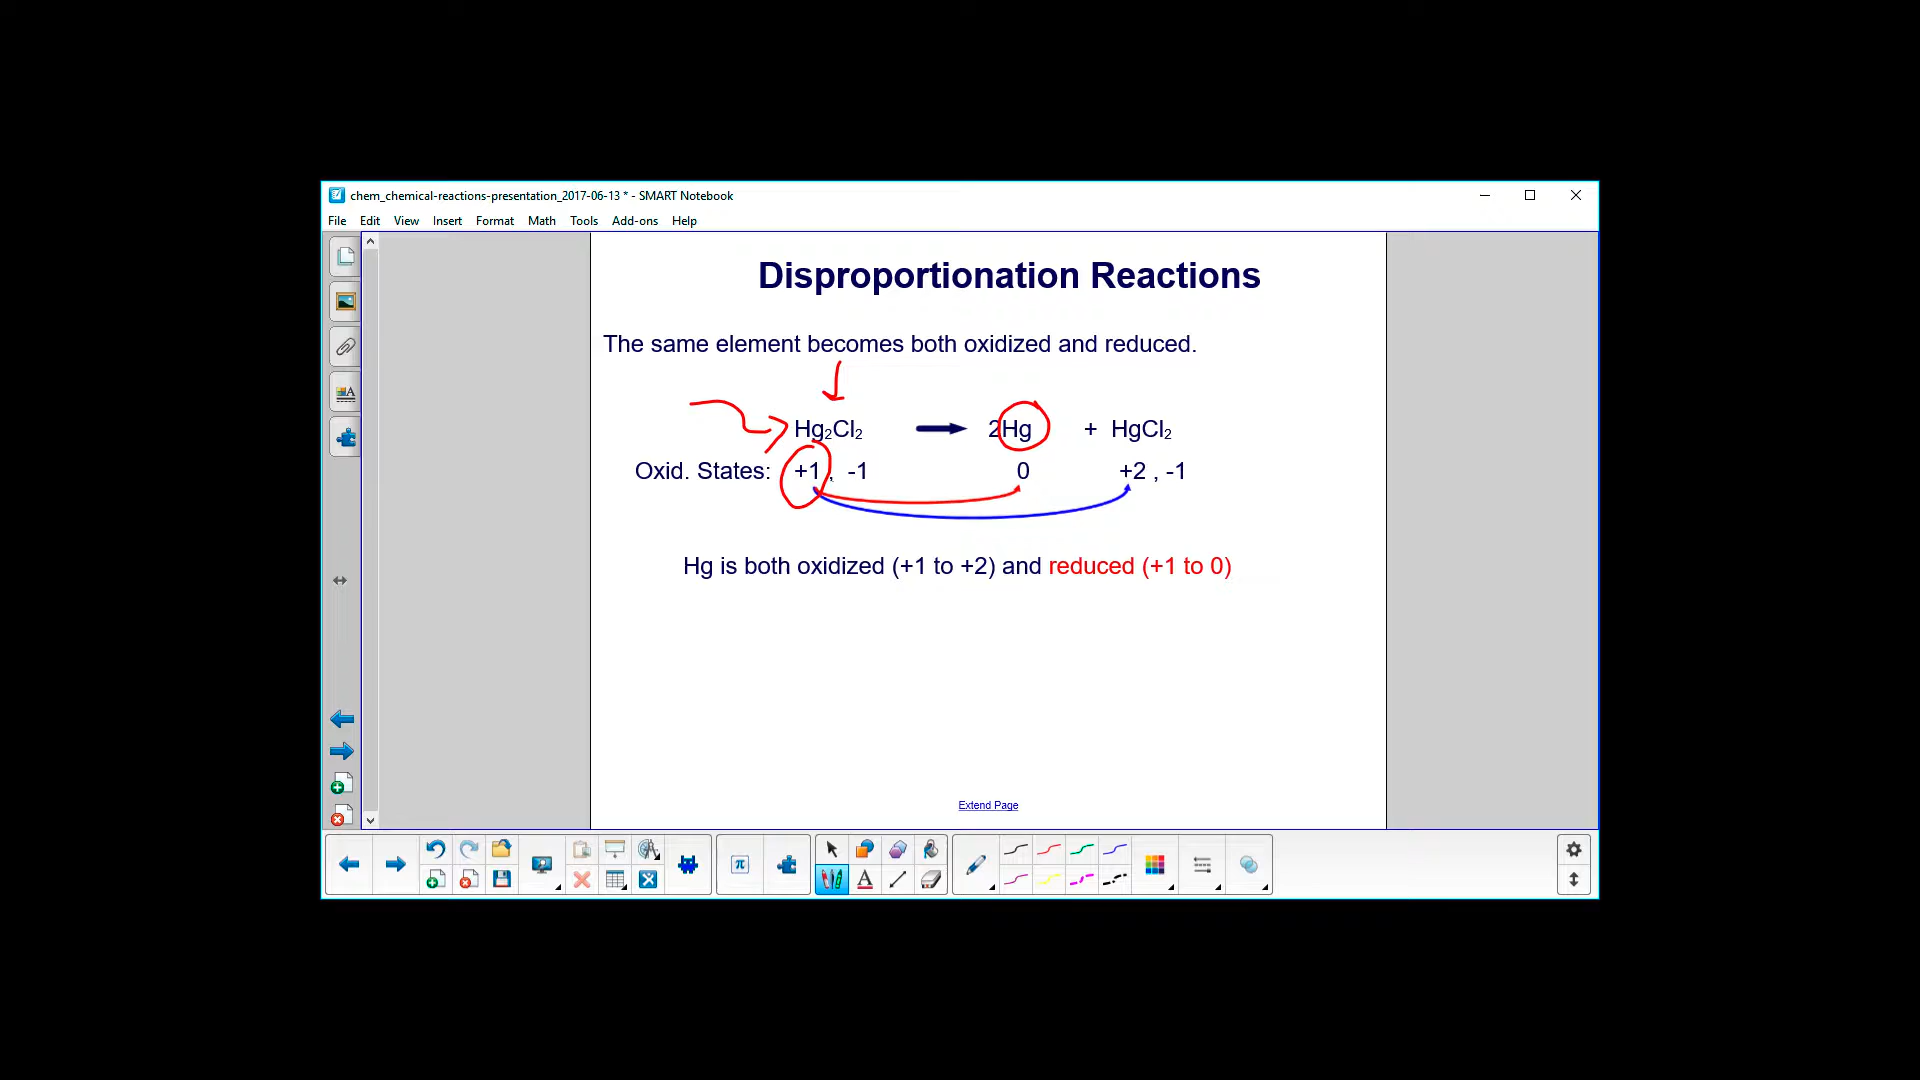 chem_chemical-reactions-presentation_2017-06-13 * - SMART Notebook
File Edit View Insert Format Math Tools Add-ons Help
Disproportionation Reactions
The same element becomes both oxidized and reduced.
Hg₂Cl₂ 2Hg + HgCl₂
Oxid. States: +1 , -1 0 +2 , -1
Hg is both oxidized (+1 to +2) and reduced (+1 to 0)
Extend Page